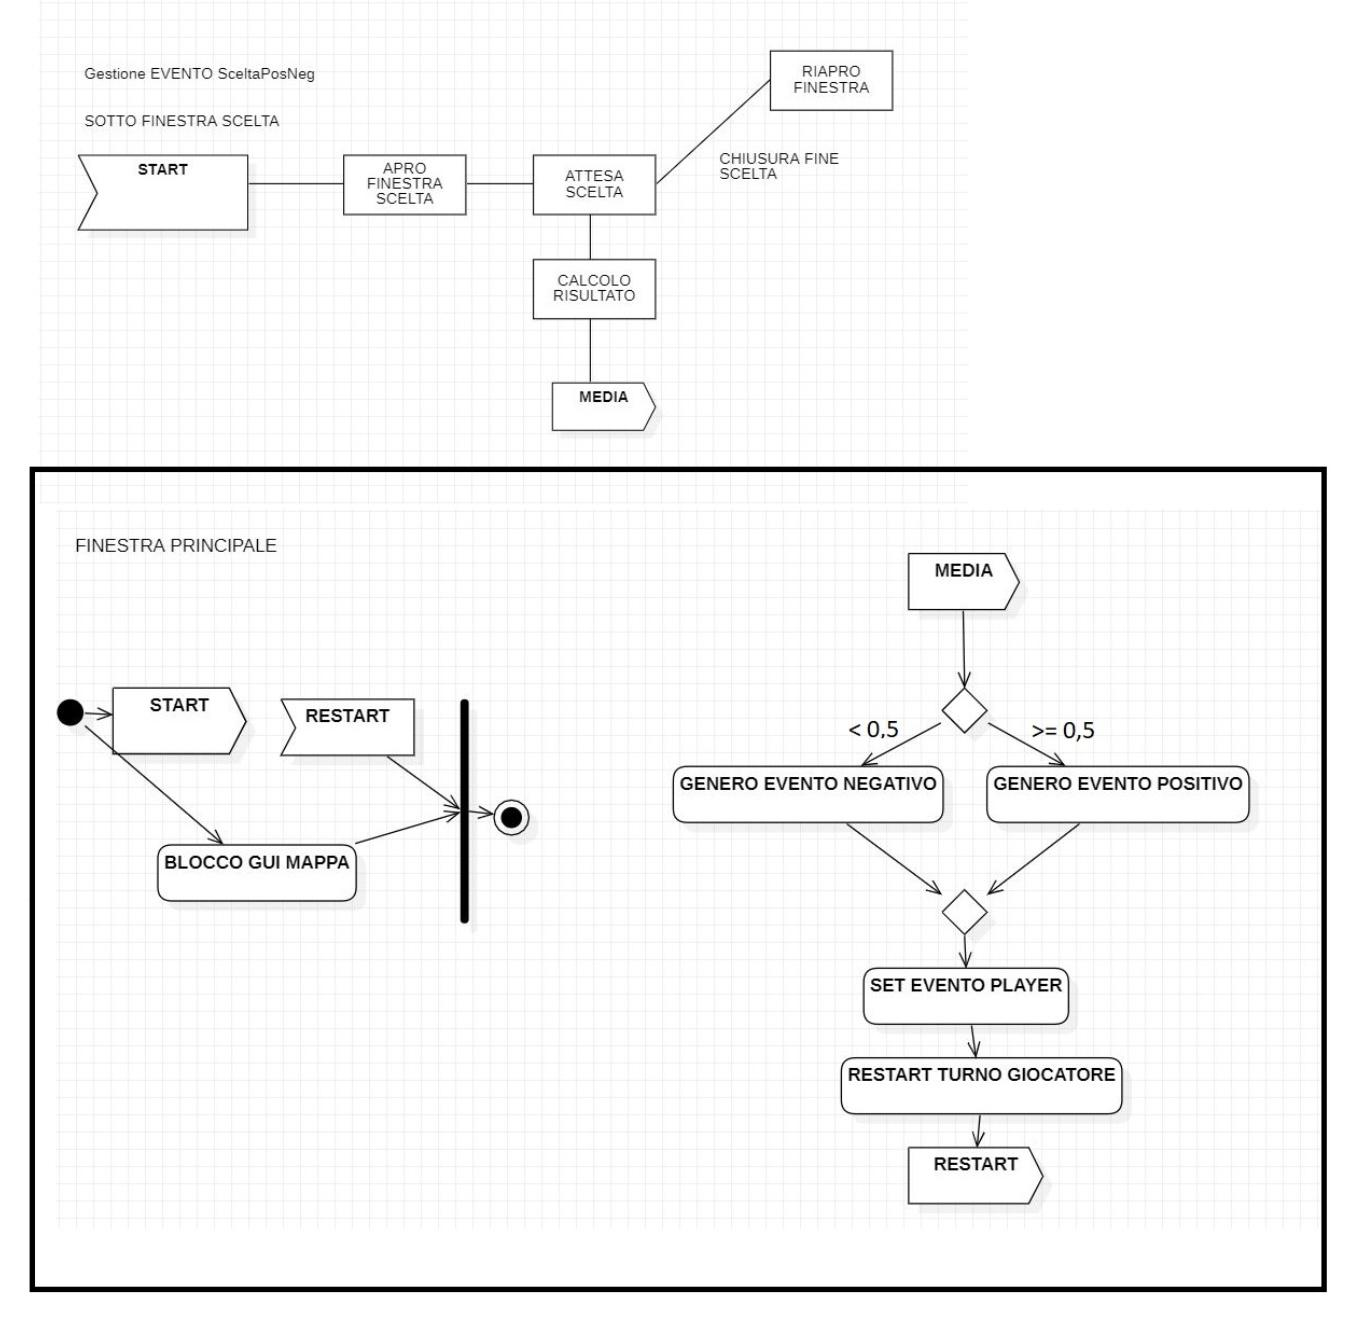 Gestione EVENTO SceltaPosNeg
SOTTO FINESTRA SCELTA
START
APRO
FINESTRA
SCELTA
ATTESA
SCELTA
RIAPRO
FINESTRA
CHIUSURA FINE
SCELTA
CALCOLO
RISULTATO
MEDIA
FINESTRA PRINCIPALE
START
RESTART
BLOCCO GUI MAPPA
MEDIA
< 0,5
>= 0,5
GENERO EVENTO NEGATIVO
GENERO EVENTO POSITIVO
SET EVENTO PLAYER
RESTART TURNO GIOCATORE
RESTART